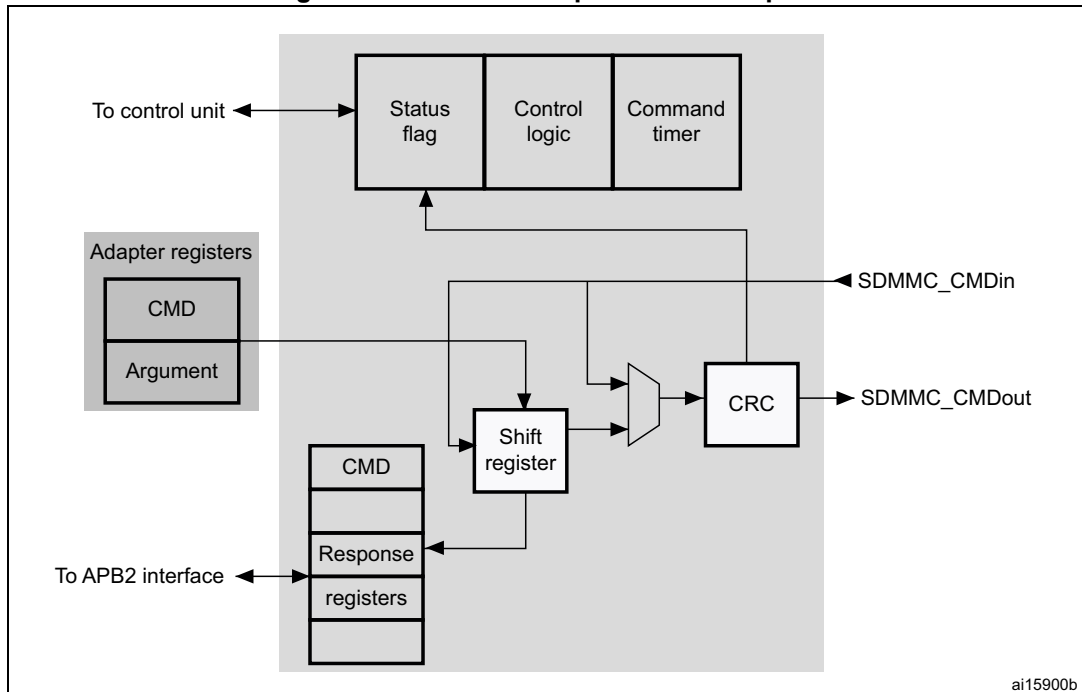 To control unit
Status
flag
Control
logic
Command
timer
Adapter registers
CMD
Argument
SDMMC_CMDin
CRC
SDMMC_CMDout
Shift
register
CMD
Response
registers
To APB2 interface
ai15900b